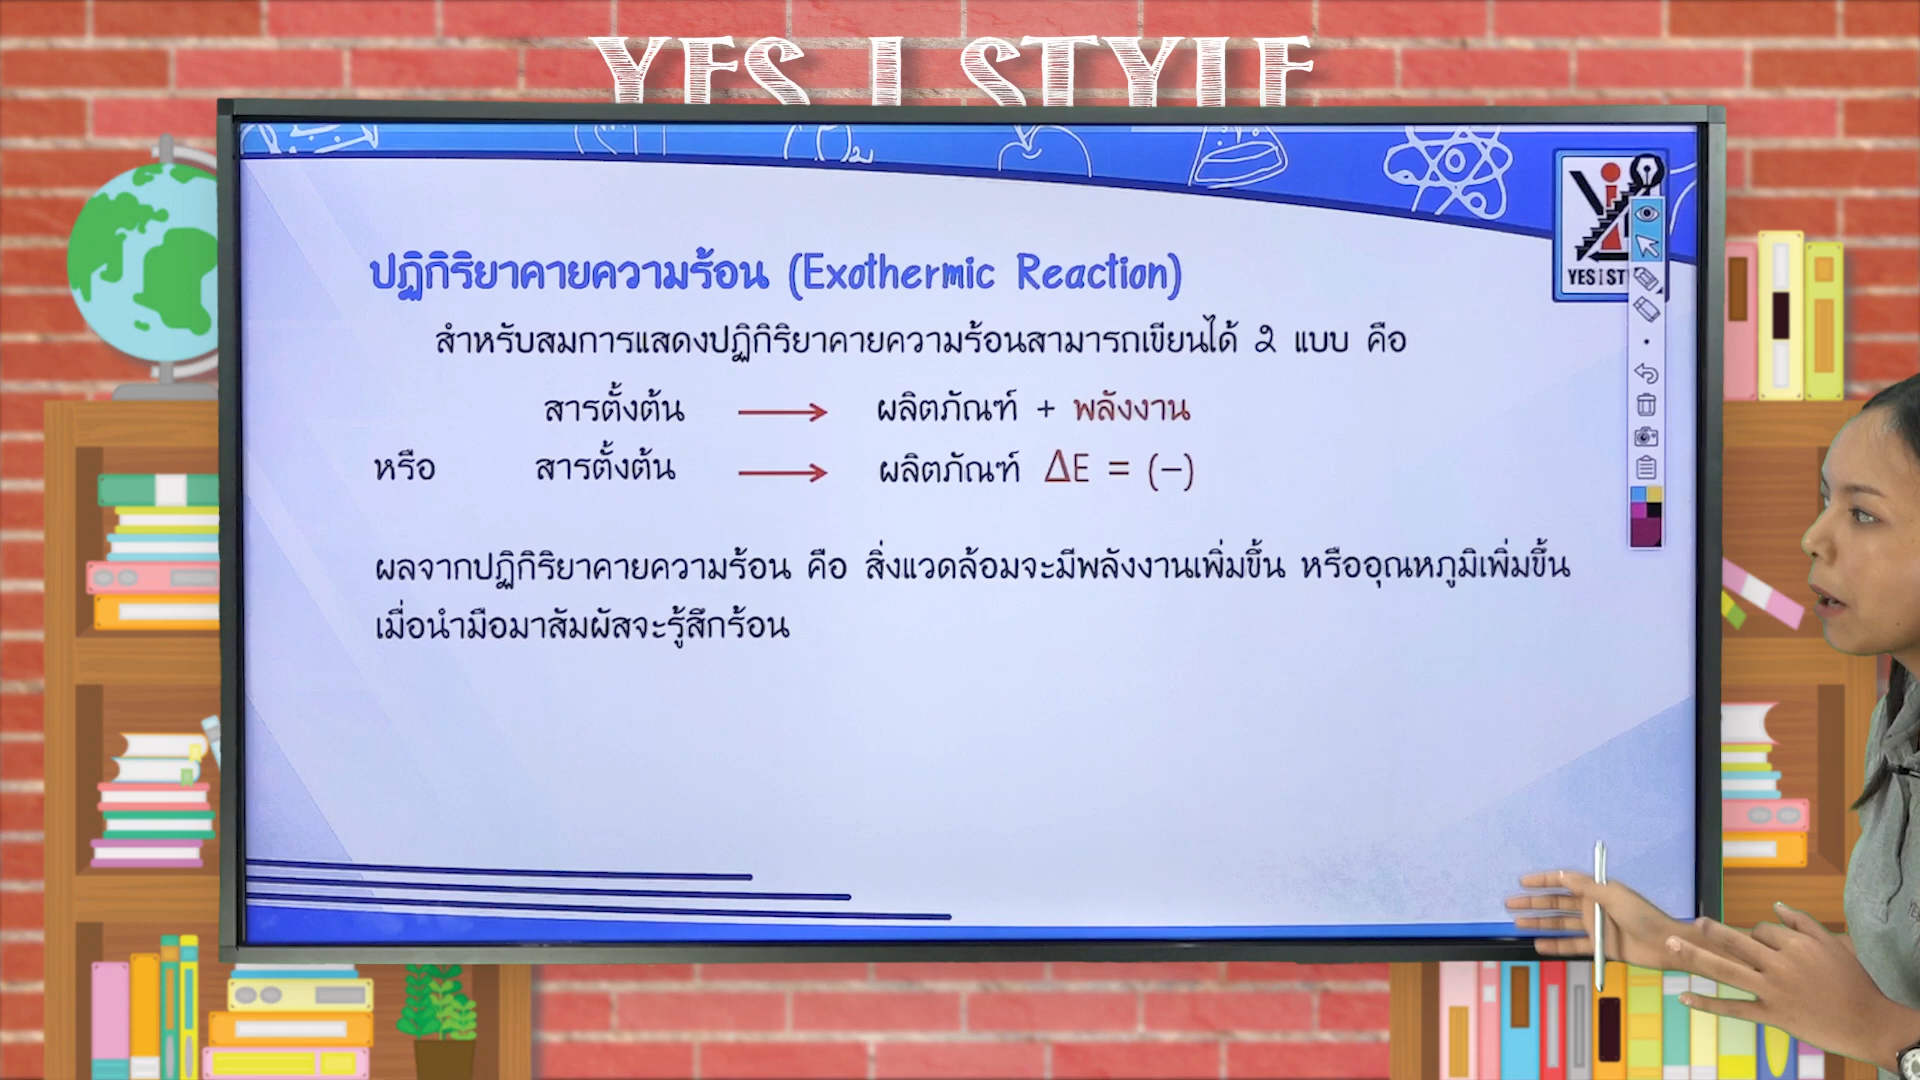 YES I STYLE
YES I STY
ปฏิกิริยาคายความร้อน (Exothermic Reaction)
สำหรับสมการแสดงปฏิกิริยาคายความร้อนสามารถเขียนได้ 2 แบบ คือ
สารตั้งต้น → ผลิตภัณฑ์ + พลังงาน
หรือ สารตั้งต้น → ผลิตภัณฑ์ ΔE = (−)
ผลจากปฏิกิริยาคายความร้อน คือ สิ่งแวดล้อมจะมีพลังงานเพิ่มขึ้น หรืออุณหภูมิเพิ่มขึ้น
เมื่อนำมือมาสัมผัสจะรู้สึกร้อน